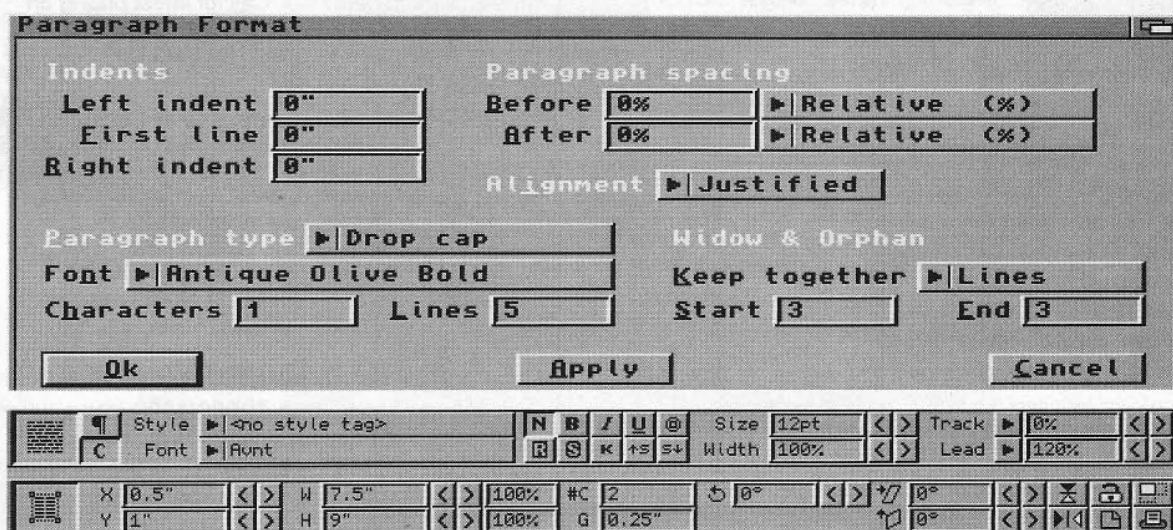 Paragraph Format
Indents Paragraph spacing
Left indent 0" Before 0% Relative (%)
First line 0" After 0% Relative (%)
Right indent 0"
Alignment Justified
Paragraph type Drop cap Widow & Orphan
Font Antique Olive Bold Keep together Lines
Characters 1 Lines 5 Start 3 End 3
Ok Apply Cancel
¶ Style <no style tag> N B I U @ Size 12pt < > Track 0% < >
C Font Avnt R S K ↑S S↓ Width 100% < > Lead 120% < >
X 0.5" < > W 7.5" < > 100% #C 2 0° < > 0° < >
Y 1" < > H 9" < > 100% G 0.25" 0° < >